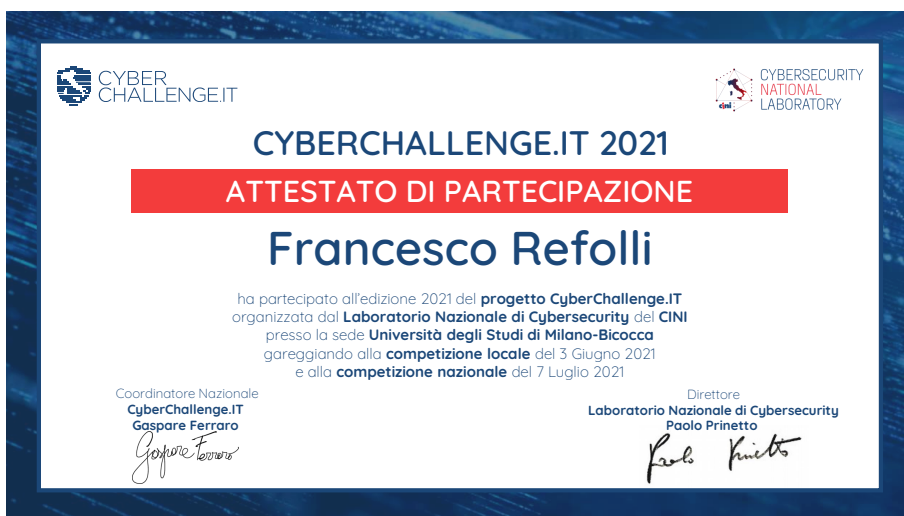 CYBER
CHALLENGE.IT
CYBERSECURITY
NATIONAL
LABORATORY
cini
CYBERCHALLENGE.IT 2021
ATTESTATO DI PARTECIPAZIONE
Francesco Refolli
ha partecipato all'edizione 2021 del progetto CyberChallenge.IT
organizzata dal Laboratorio Nazionale di Cybersecurity del CINI
presso la sede Università degli Studi di Milano-Bicocca
gareggiando alla competizione locale del 3 Giugno 2021
e alla competizione nazionale del 7 Luglio 2021
Coordinatore Nazionale
CyberChallenge.IT
Gaspare Ferraro
Gaspare Ferraro
Direttore
Laboratorio Nazionale di Cybersecurity
Paolo Prinetto
Paolo Prinetto